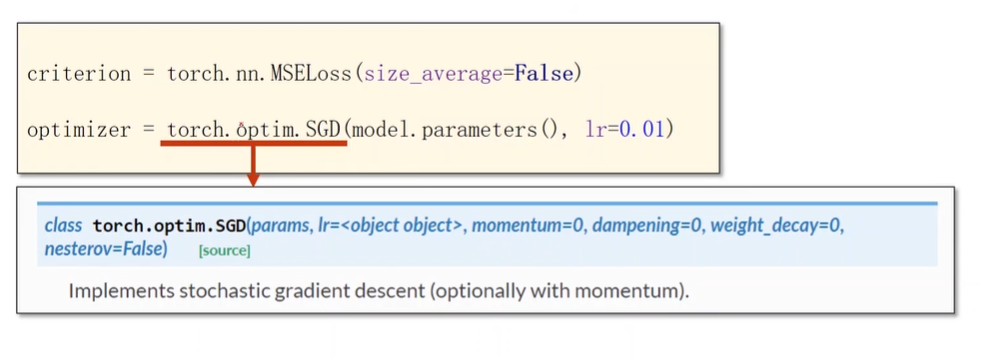 criterion = torch.nn.MSELoss(size_average=False)
optimizer = torch.optim.SGD(model.parameters(), lr=0.01)
class torch.optim.SGD(params, lr=<object object>, momentum=0, dampening=0, weight_decay=0,
nesterov=False) [source]
Implements stochastic gradient descent (optionally with momentum).